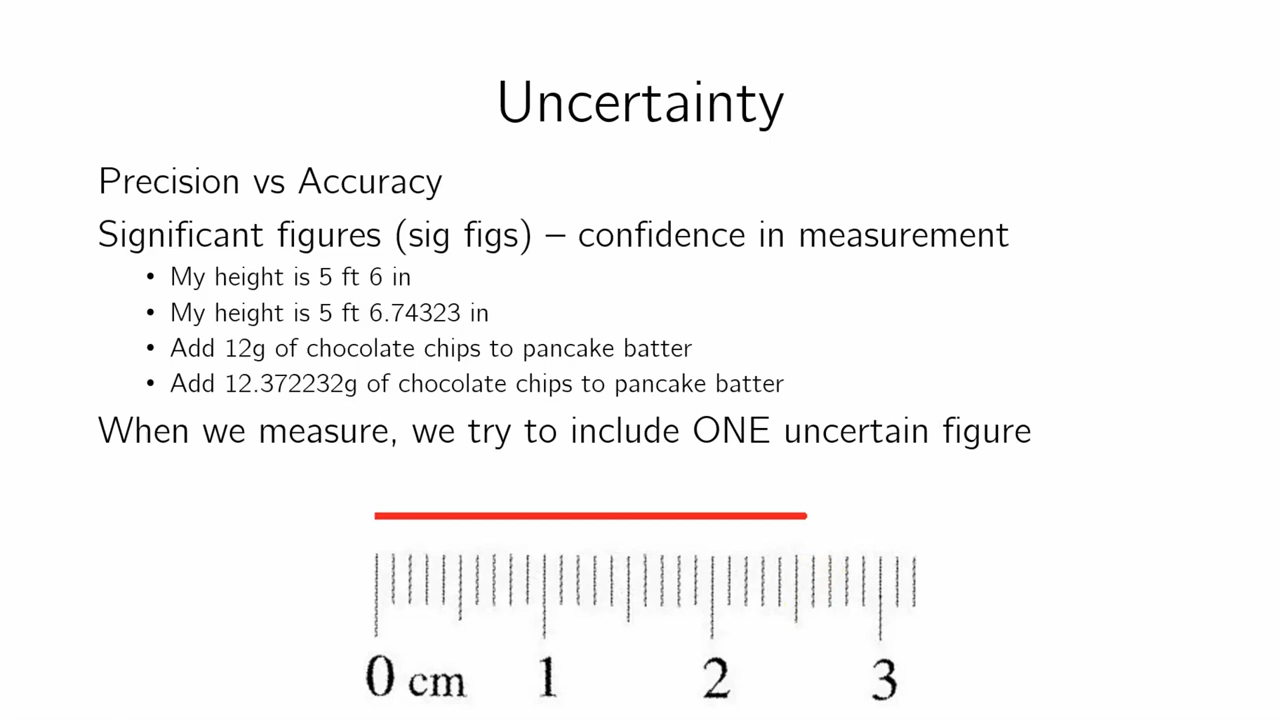 Uncertainty
Precision vs Accuracy
Significant figures (sig figs) – confidence in measurement
• My height is 5 ft 6 in
• My height is 5 ft 6.74323 in
• Add 12g of chocolate chips to pancake batter
• Add 12.372232g of chocolate chips to pancake batter
When we measure, we try to include ONE uncertain figure
0 cm 1 2 3